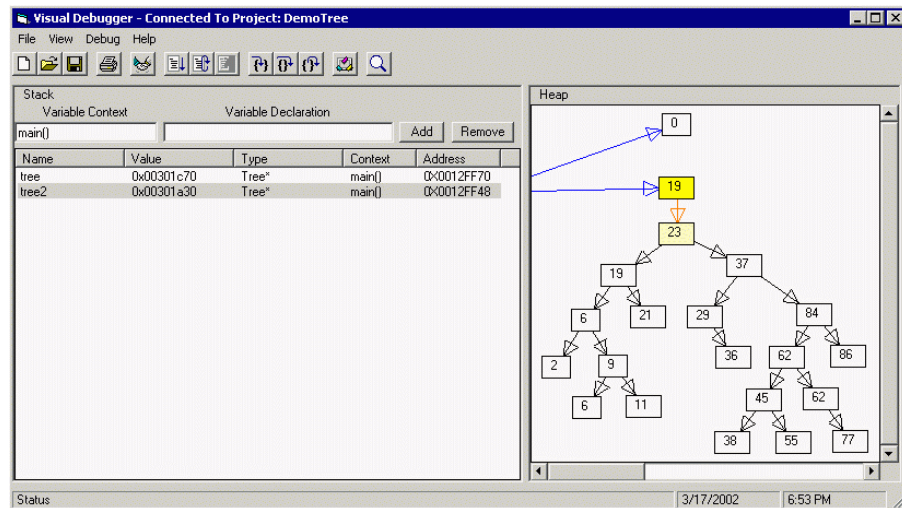 Visual Debugger - Connected To Project: DemoTree
File View Debug Help
Stack
Variable Context Variable Declaration
main() Add Remove
Name Value Type Context Address
tree 0x00301c70 Tree* main() 0X0012FF70
tree2 0x00301a30 Tree* main() 0X0012FF48
Heap
0
19
23
19 37
6 21 29 84
2 9 36 62 86
6 11 45 62
38 55 77
Status 3/17/2002 6:53 PM